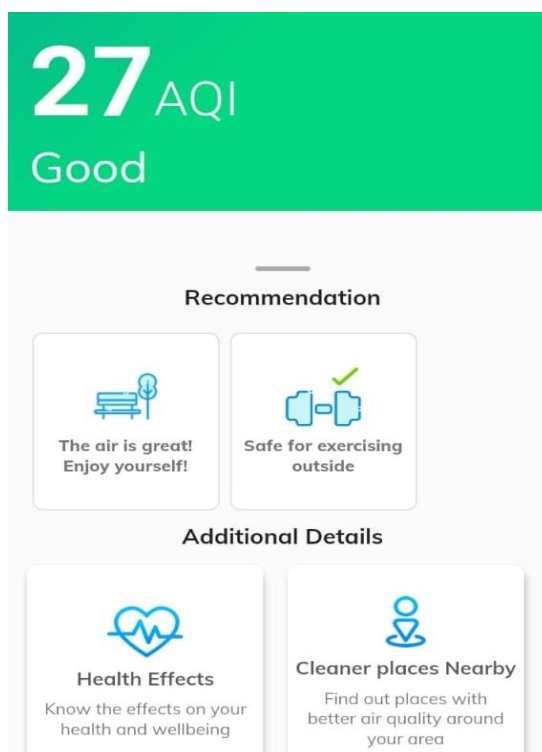 27 AQI
Good
Recommendation
The air is great!
Enjoy yourself!
Safe for exercising
outside
Additional Details
Health Effects
Know the effects on your
health and wellbeing
Cleaner places Nearby
Find out places with
better air quality around
your area